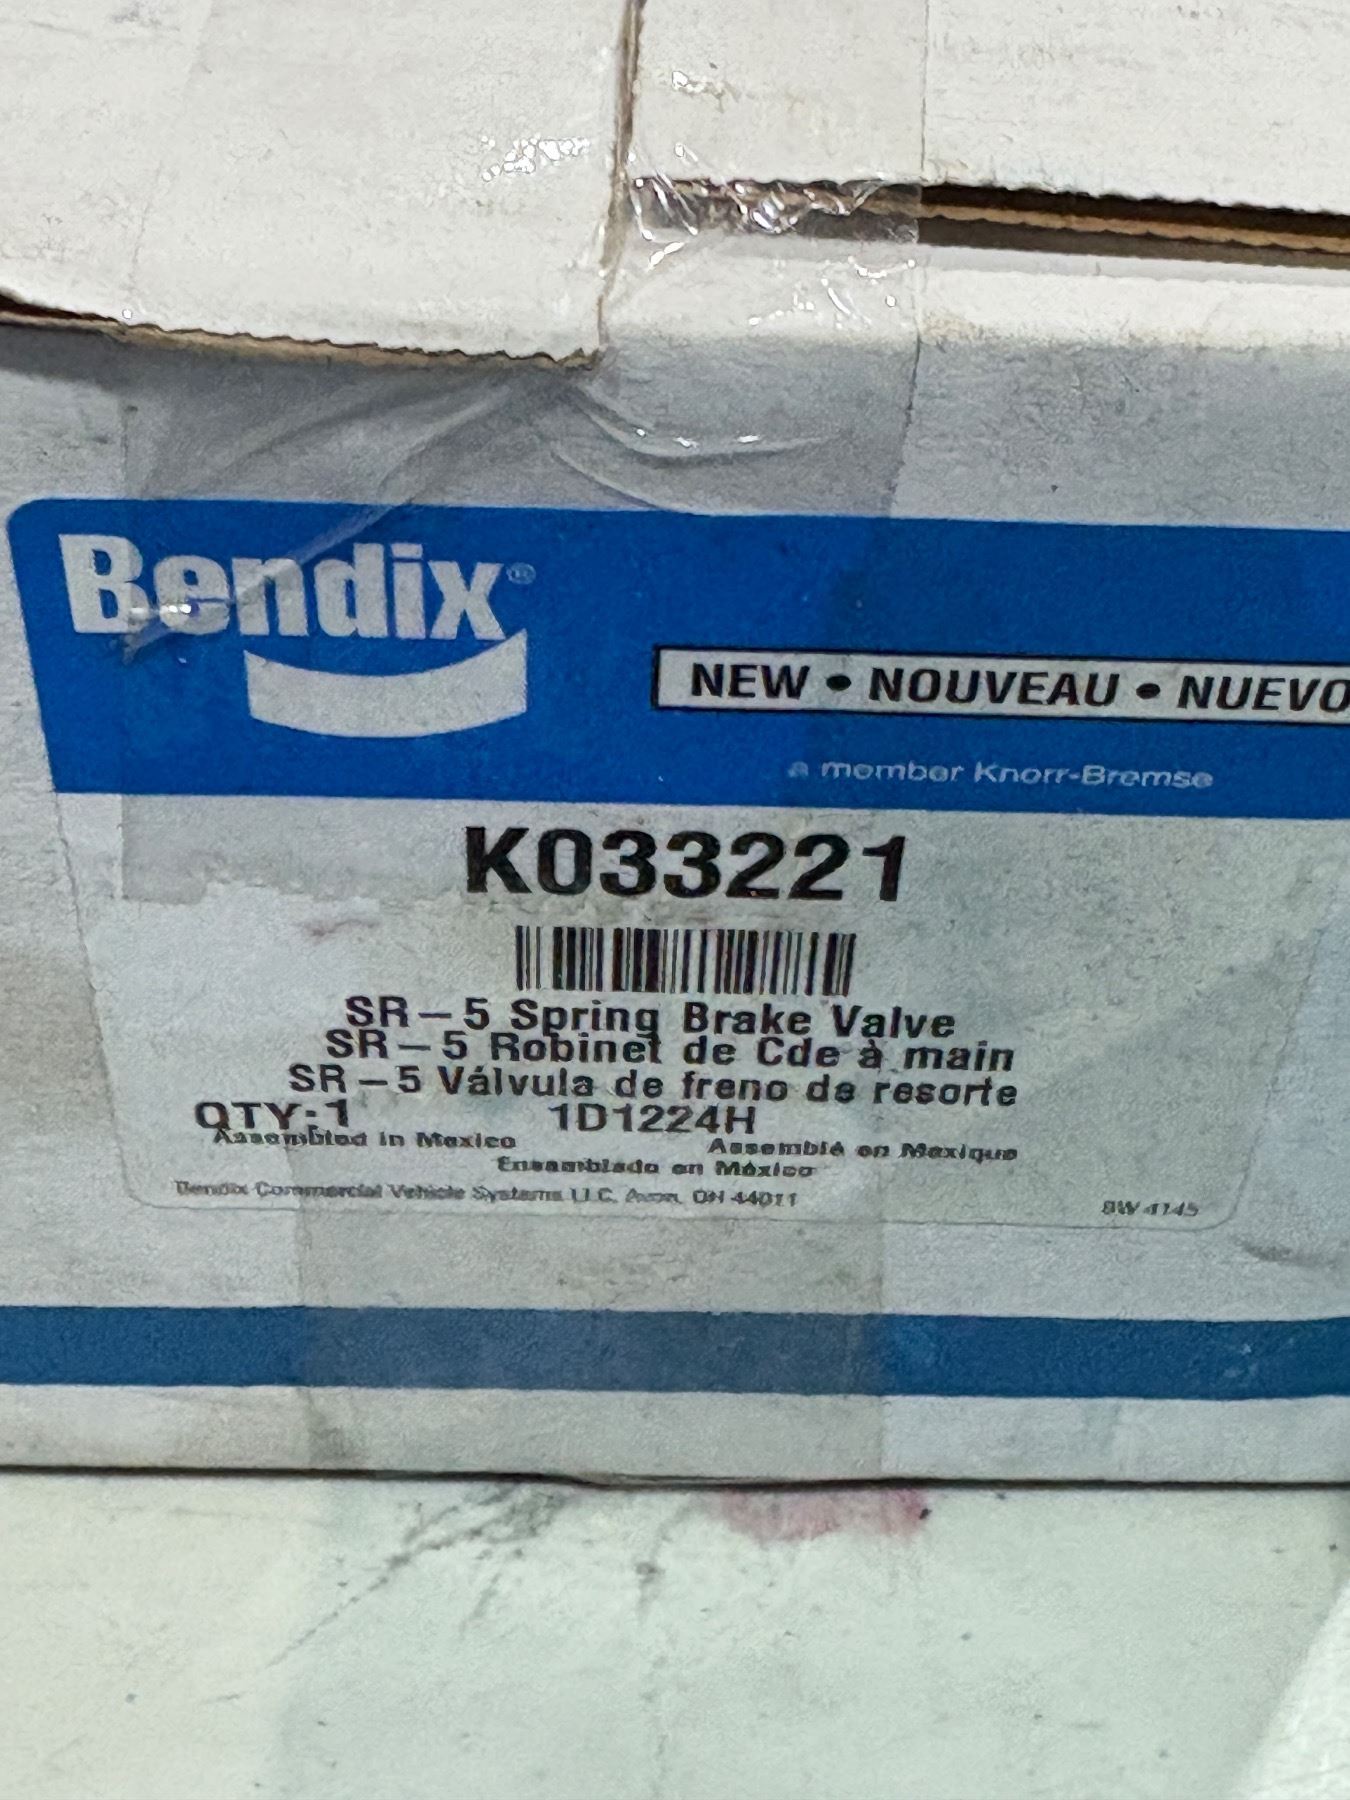 Bendix®
NEW • NOUVEAU • NUEVO
a member Knorr-Bremse
K033221
SR-5 Spring Brake Valve
SR-5 Robinet de Cde à main
SR-5 Válvula de freno de resorte
QTY:1 1D1224H
Assembled in Mexico
Assemblé en Mexique
Ensamblado en México
Bendix Commercial Vehicle Systems LLC, Avon, OH 44011
BW 4145